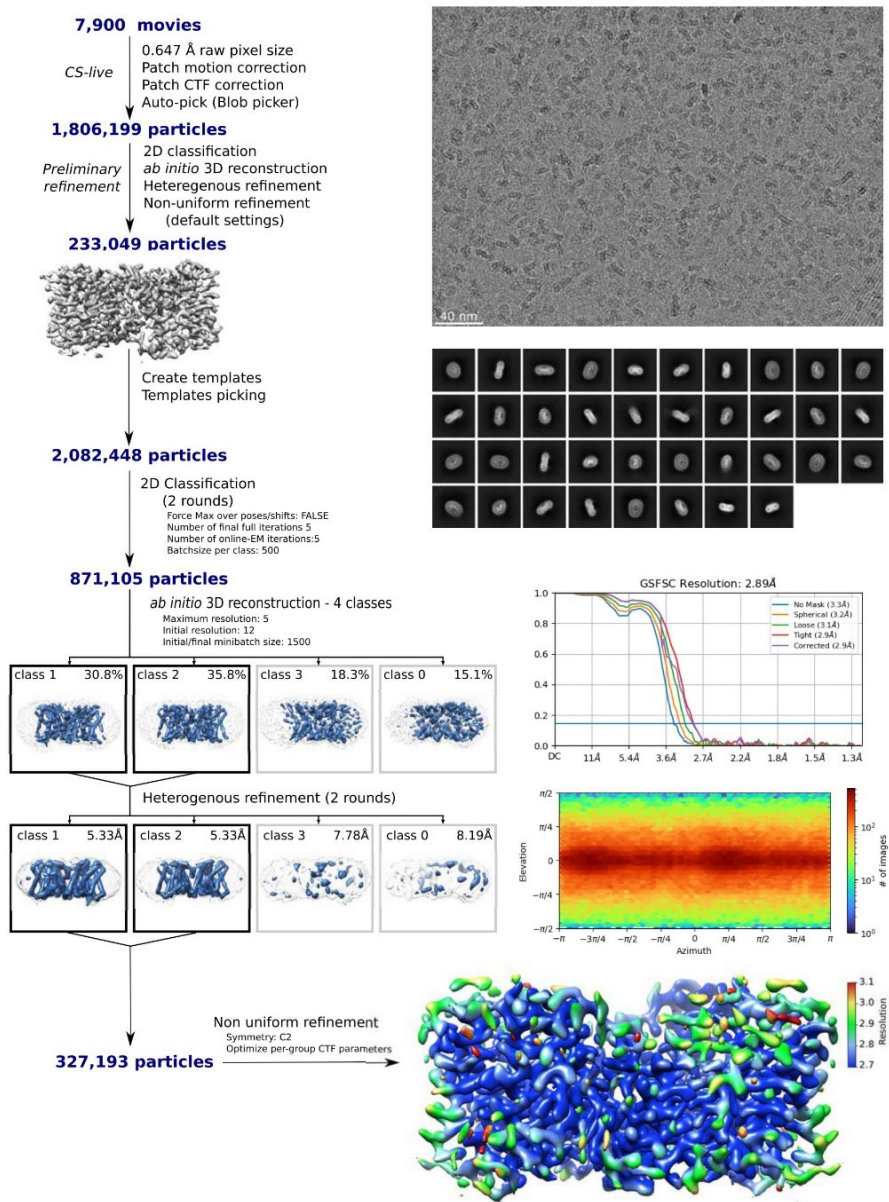 7,900 movies
CS-live
0.647 Å raw pixel size
Patch motion correction
Patch CTF correction
Auto-pick (Blob picker)
1,806,199 particles
Preliminary
refinement
2D classification
ab initio 3D reconstruction
Heteregenous refinement
Non-uniform refinement
(default settings)
233,049 particles
40 nm
Create templates
Templates picking
2,082,448 particles
2D Classification
(2 rounds)
Force Max over poses/shifts: FALSE
Number of final full iterations 5
Number of online-EM iterations:5
Batchsize per class: 500
871,105 particles
ab initio 3D reconstruction - 4 classes
Maximum resolution: 5
Initial resolution: 12
Initial/final minibatch size: 1500
class 1 30.8%
class 2 35.8%
class 3 18.3%
class 0 15.1%
Heterogenous refinement (2 rounds)
class 1 5.33Å
class 2 5.33Å
class 3 7.78Å
class 0 8.19Å
GSFSC Resolution: 2.89Å
No Mask (3.3Å)
Spherical (3.2Å)
Loose (3.1Å)
Tight (2.9Å)
Corrected (2.9Å)
1.0
0.8
0.6
0.4
0.2
0.0
DC 11Å 5.4Å 3.6Å 2.7Å 2.2Å 1.8Å 1.5Å 1.3Å
Elevation
π/2
π/4
0
−π/4
−π/2
−π −3π/4 −π/2 −π/4 0 π/4 π/2 3π/4 π
Azimuth
# of images
10²
10¹
10⁰
327,193 particles
Non uniform refinement
Symmetry: C2
Optimize per-group CTF parameters
3.1
3.0
2.9
2.8
2.7
Resolution